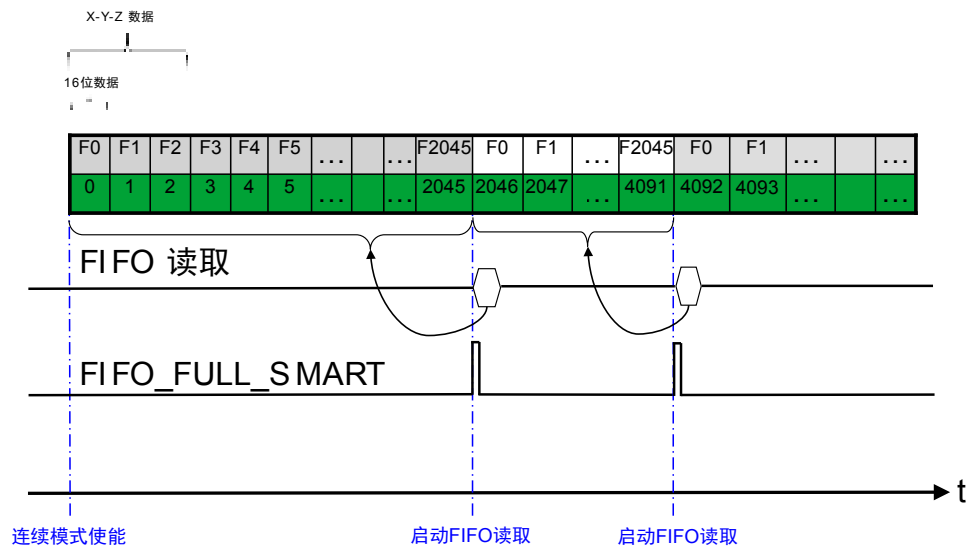 X-Y-Z 数据
16位数据
F0 F1 F2 F3 F4 F5 ... ... F2045 F0 F1 ... F2045 F0 F1 ... ...
0 1 2 3 4 5 ... ... 2045 2046 2047 ... 4091 4092 4093 ... ...
FIFO 读取
FIFO_FULL_SMART
t
连续模式使能 启动FIFO读取 启动FIFO读取